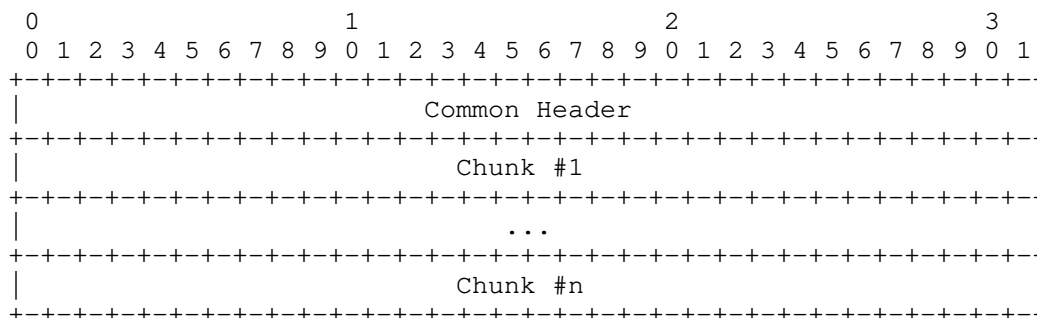 0                   1                   2                   3
 0 1 2 3 4 5 6 7 8 9 0 1 2 3 4 5 6 7 8 9 0 1 2 3 4 5 6 7 8 9 0 1
+-+-+-+-+-+-+-+-+-+-+-+-+-+-+-+-+-+-+-+-+-+-+-+-+-+-+-+-+-+-+-+--
|                         Common Header
+-+-+-+-+-+-+-+-+-+-+-+-+-+-+-+-+-+-+-+-+-+-+-+-+-+-+-+-+-+-+-+--
|                           Chunk #1
+-+-+-+-+-+-+-+-+-+-+-+-+-+-+-+-+-+-+-+-+-+-+-+-+-+-+-+-+-+-+-+--
|                              ...
+-+-+-+-+-+-+-+-+-+-+-+-+-+-+-+-+-+-+-+-+-+-+-+-+-+-+-+-+-+-+-+--
|                           Chunk #n
+-+-+-+-+-+-+-+-+-+-+-+-+-+-+-+-+-+-+-+-+-+-+-+-+-+-+-+-+-+-+-+--